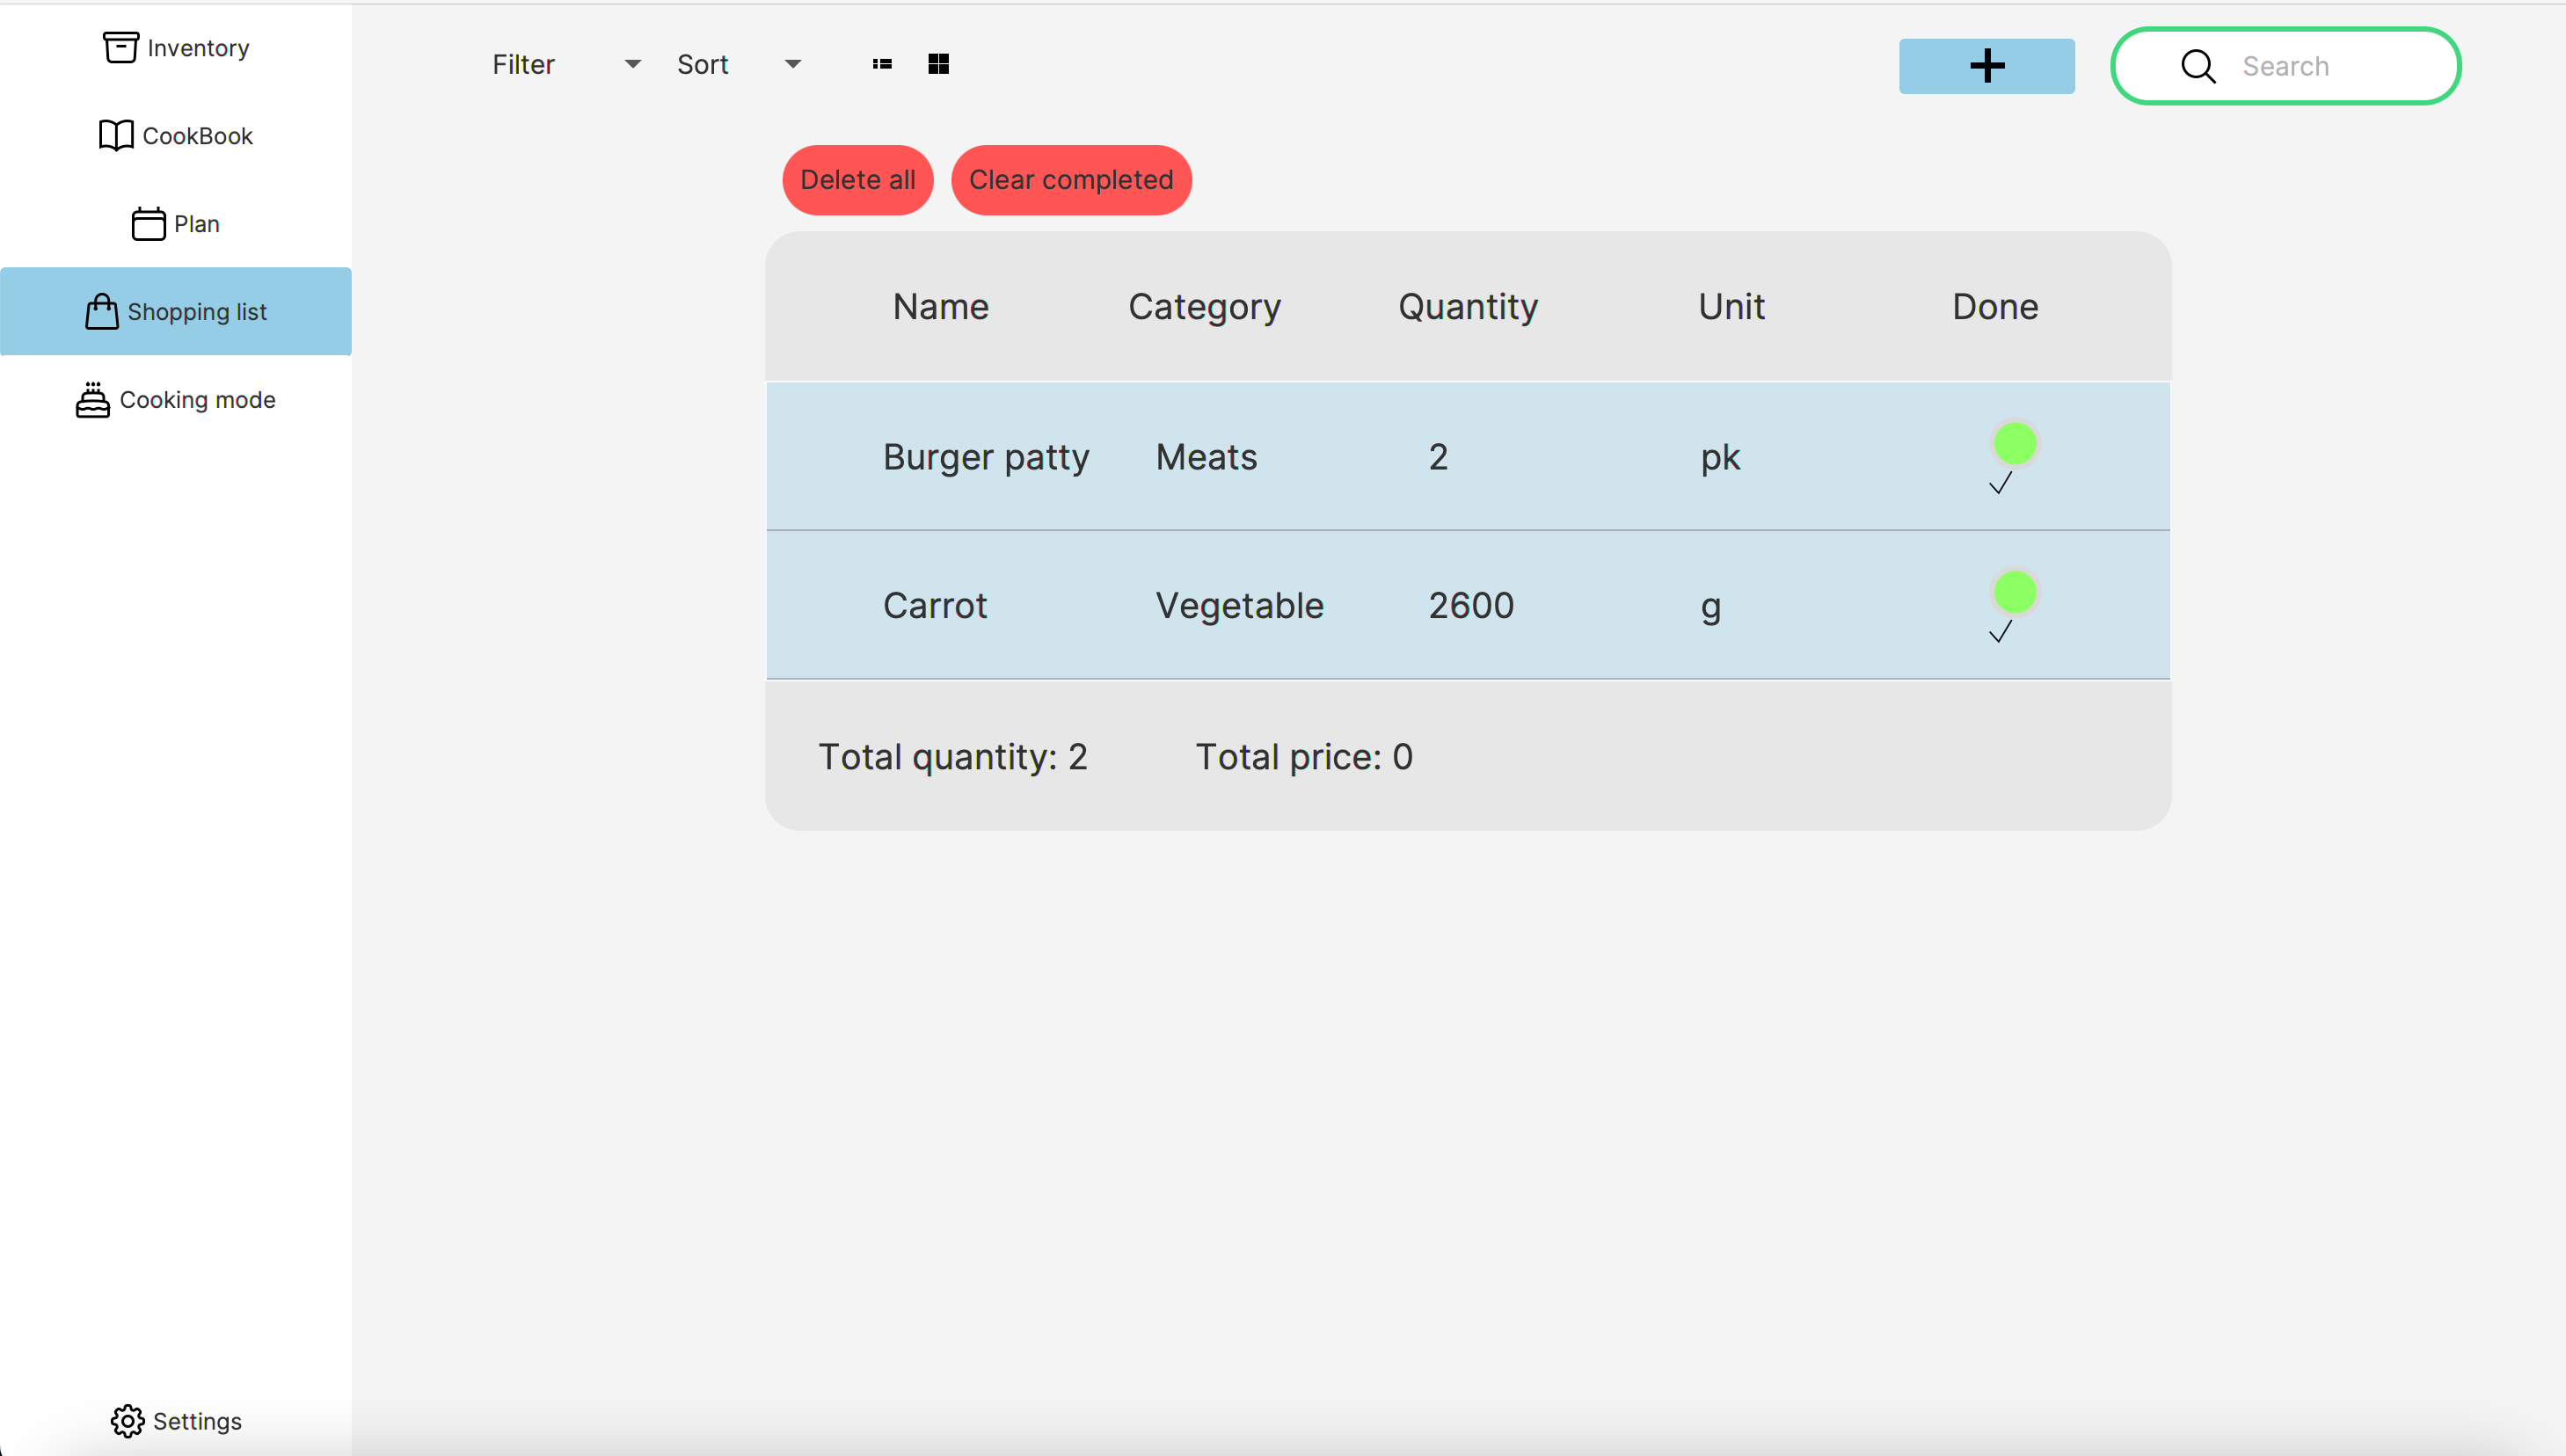 Inventory
CookBook
Plan
Shopping list
Cooking mode
Settings
Filter Sort Search
Delete all Clear completed
Name Category Quantity Unit Done
Burger patty Meats 2 pk
Carrot Vegetable 2600 g
Total quantity: 2 Total price: 0